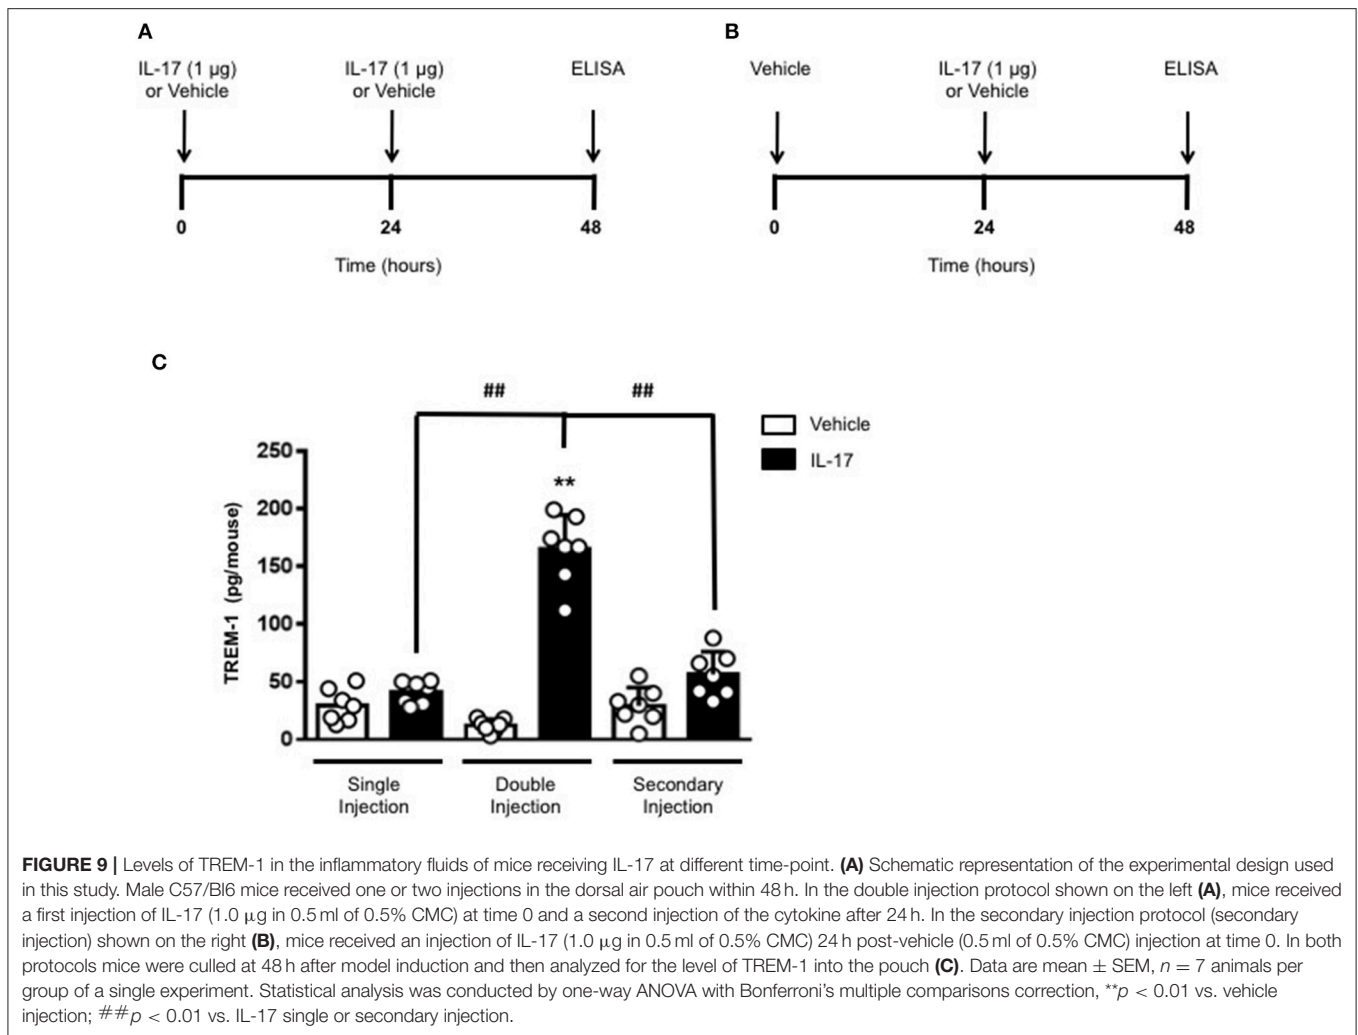 A
IL-17 (1 µg)
or Vehicle
IL-17 (1 µg)
or Vehicle
ELISA
0
24
48
Time (hours)
B
Vehicle
IL-17 (1 µg)
or Vehicle
ELISA
0
24
48
Time (hours)
C
## ##
Vehicle
IL-17
TREM-1 (pg/mouse)
250
200
150
100
50
0
**
Single
Injection
Double
Injection
Secondary
Injection
FIGURE 9 | Levels of TREM-1 in the inflammatory fluids of mice receiving IL-17 at different time-point. (A) Schematic representation of the experimental design used
in this study. Male C57/Bl6 mice received one or two injections in the dorsal air pouch within 48 h. In the double injection protocol shown on the left (A), mice received
a first injection of IL-17 (1.0 µg in 0.5 ml of 0.5% CMC) at time 0 and a second injection of the cytokine after 24 h. In the secondary injection protocol (secondary
injection) shown on the right (B), mice received an injection of IL-17 (1.0 µg in 0.5 ml of 0.5% CMC) 24 h post-vehicle (0.5 ml of 0.5% CMC) injection at time 0. In both
protocols mice were culled at 48 h after model induction and then analyzed for the level of TREM-1 into the pouch (C). Data are mean ± SEM, n = 7 animals per
group of a single experiment. Statistical analysis was conducted by one-way ANOVA with Bonferroni's multiple comparisons correction, **p < 0.01 vs. vehicle
injection; ##p < 0.01 vs. IL-17 single or secondary injection.